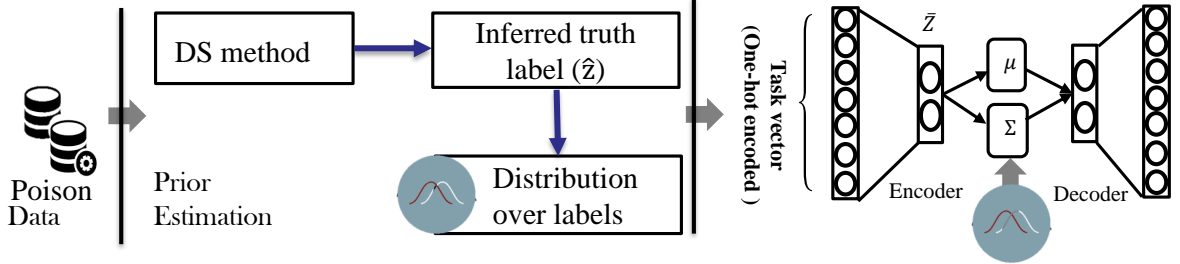 Poison
Data
Prior
Estimation
DS method
Inferred truth
label (ẑ)
Distribution
over labels
Task vector
(One-hot encoded )
Z̄
μ
Σ
Encoder
Decoder